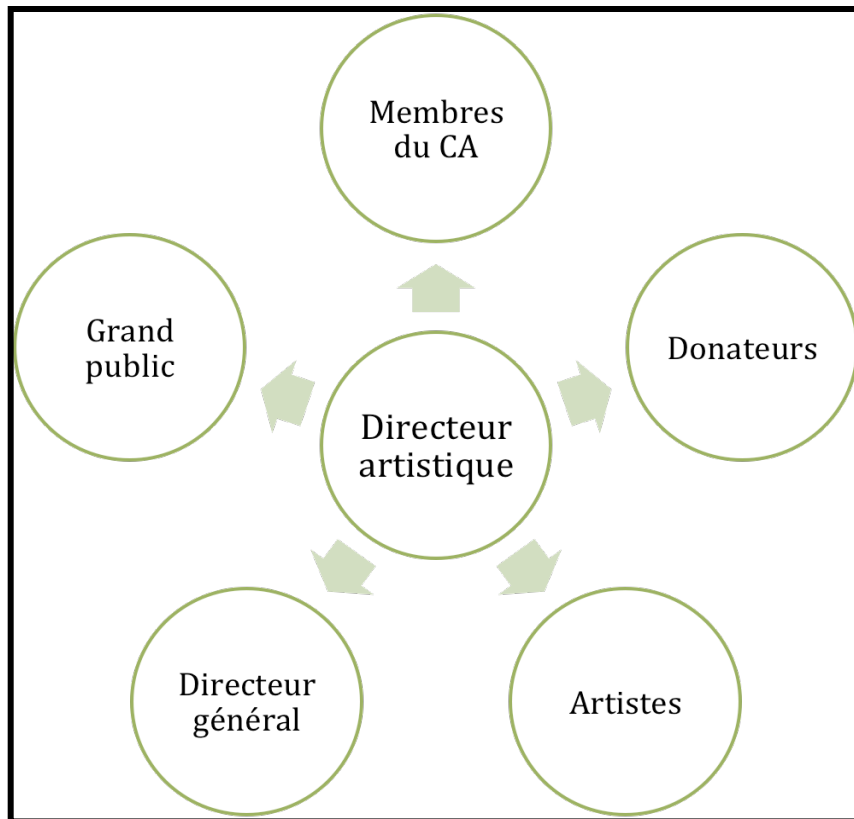 Membres
du CA
Grand
public
Donateurs
Directeur
artistique
Directeur
général
Artistes